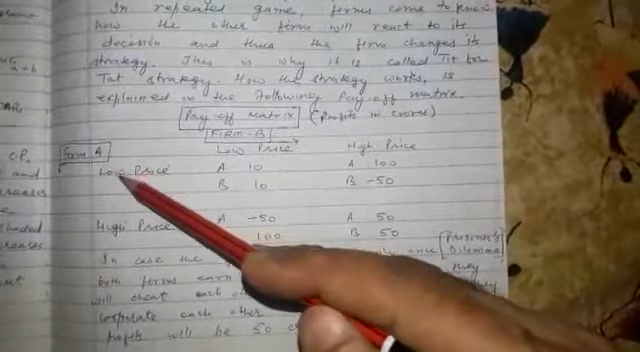 In repeated game, firms come to know
how the other firm will react to its
decision and thus the firm changes its
strategy. This is why it is called Tit for
Tat strategy. How the strategy works, is
explained in the following Pay-off matrix.
Pay-off matrix (Profits in crores)
FIRM-B
Firm A Low Price High Price
Low Price A 10 A 100
B 10 B -50
High Price A -50 A 50
100 B 50
In case the once Prisoner's Dilemma
both firms earn they
will cheat each
cooperate each other
profits will be 50